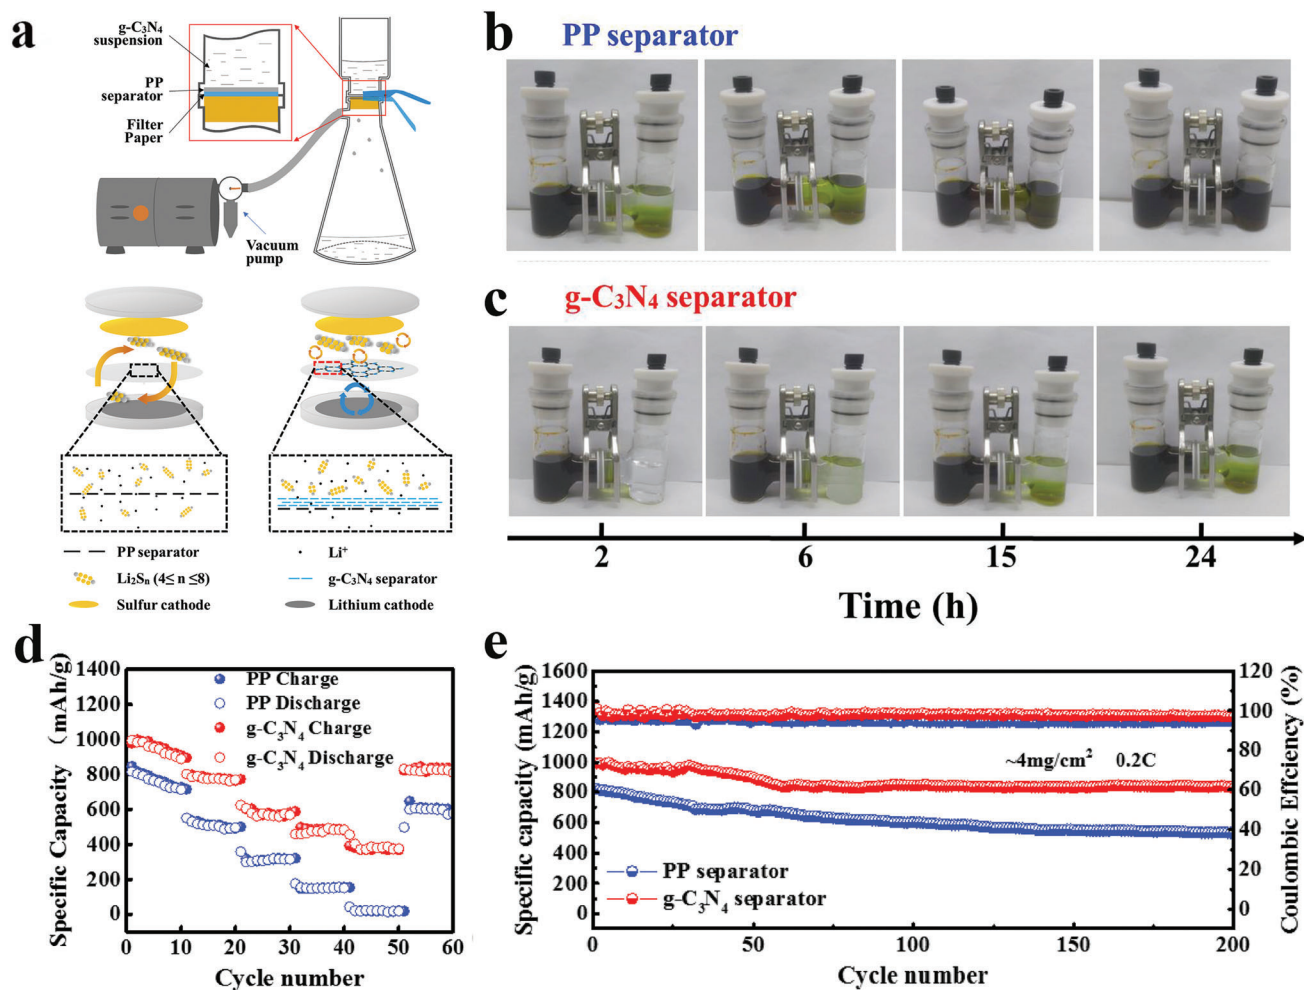 a
g-C₃N₄
suspension
PP
separator
Filter
Paper
Vacuum
pump
PP separator
Li⁺
Li₂Sₙ (4≤ n ≤8)
g-C₃N₄ separator
Sulfur cathode
Lithium cathode
b
PP separator
c
g-C₃N₄ separator
2 6 15 24
Time (h)
d
Specific Capacity (mAh/g)
1400
1200
1000
800
600
400
200
0
PP Charge
PP Discharge
g-C₃N₄ Charge
g-C₃N₄ Discharge
0 10 20 30 40 50 60
Cycle number
e
Specific capacity (mAh/g)
1600
1400
1200
1000
800
600
400
200
0
~4mg/cm² 0.2C
PP separator
g-C₃N₄ separator
120
100
80
60
40
20
0
Coulombic Effciency (%)
0 50 100 150 200
Cycle number